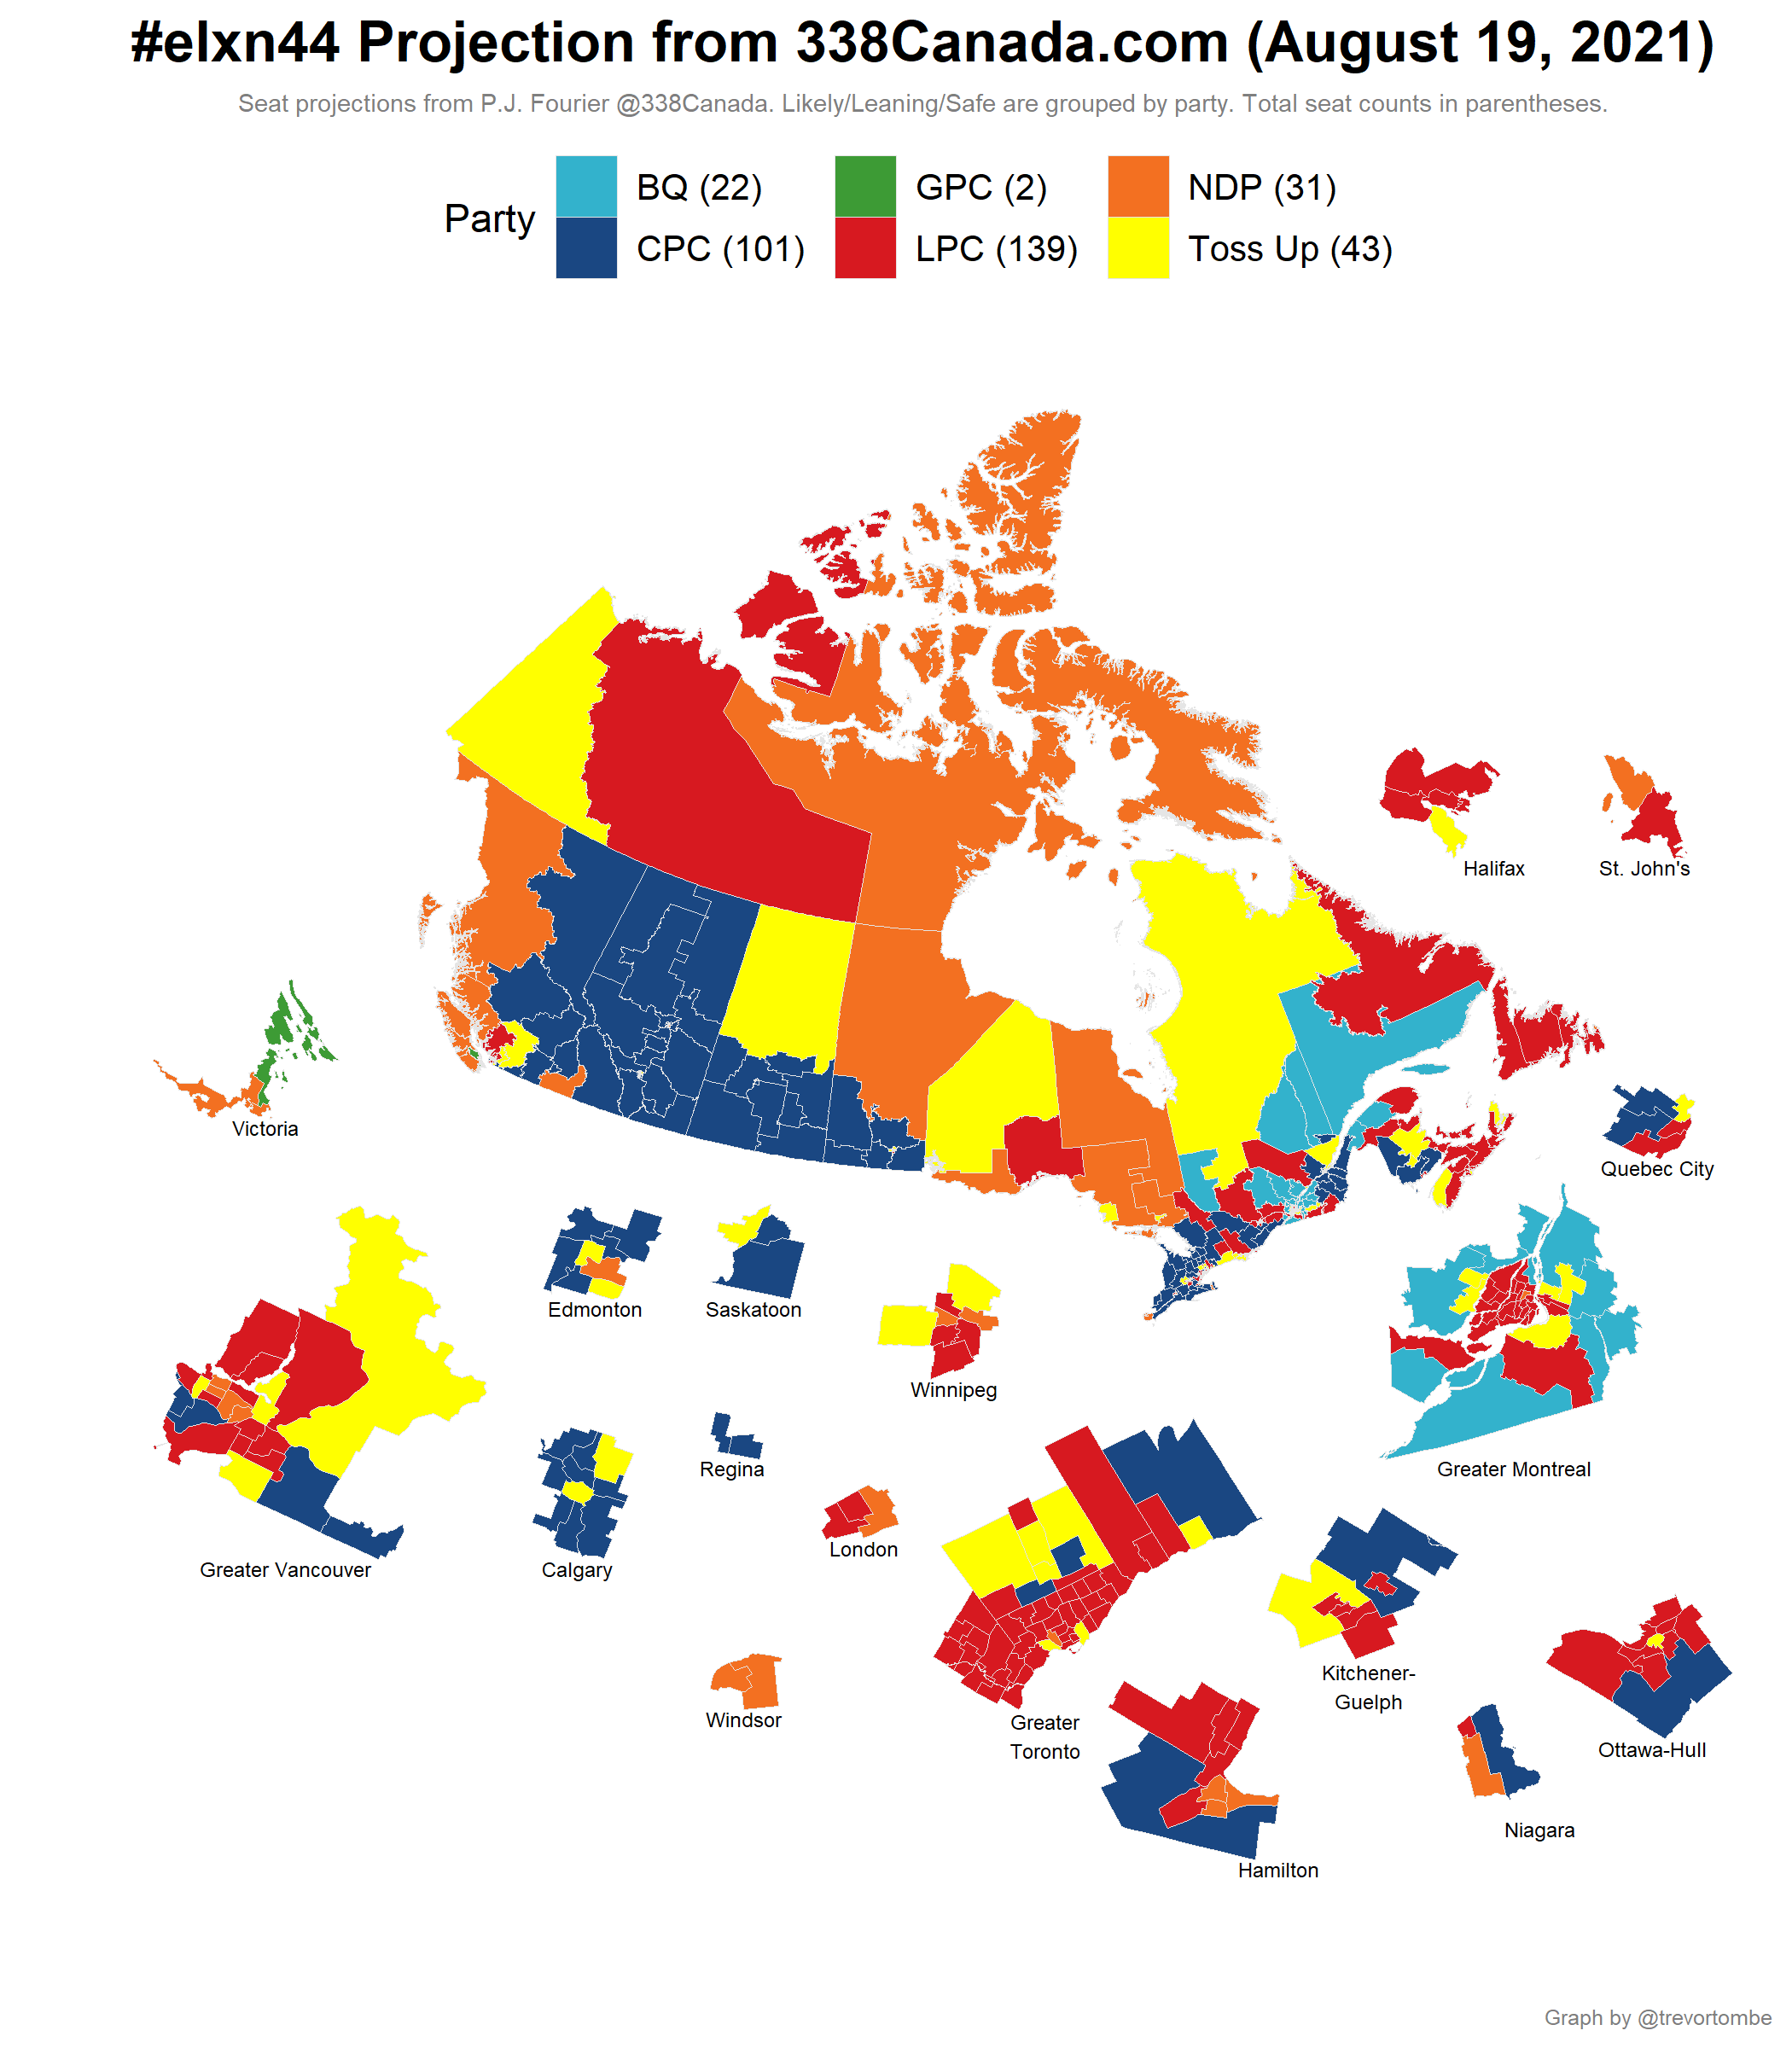 #elxn44 Projection from 338Canada.com (August 19, 2021)
Seat projections from P.J. Fourier @338Canada. Likely/Leaning/Safe are grouped by party. Total seat counts in parentheses.
Party
BQ (22)
GPC (2)
NDP (31)
CPC (101)
LPC (139)
Toss Up (43)
Halifax
St. John's
Victoria
Quebec City
Edmonton
Saskatoon
Winnipeg
Regina
Greater Montreal
London
Greater Vancouver
Calgary
Kitchener-
Guelph
Windsor
Greater
Toronto
Ottawa-Hull
Niagara
Hamilton
Graph by @trevortombe